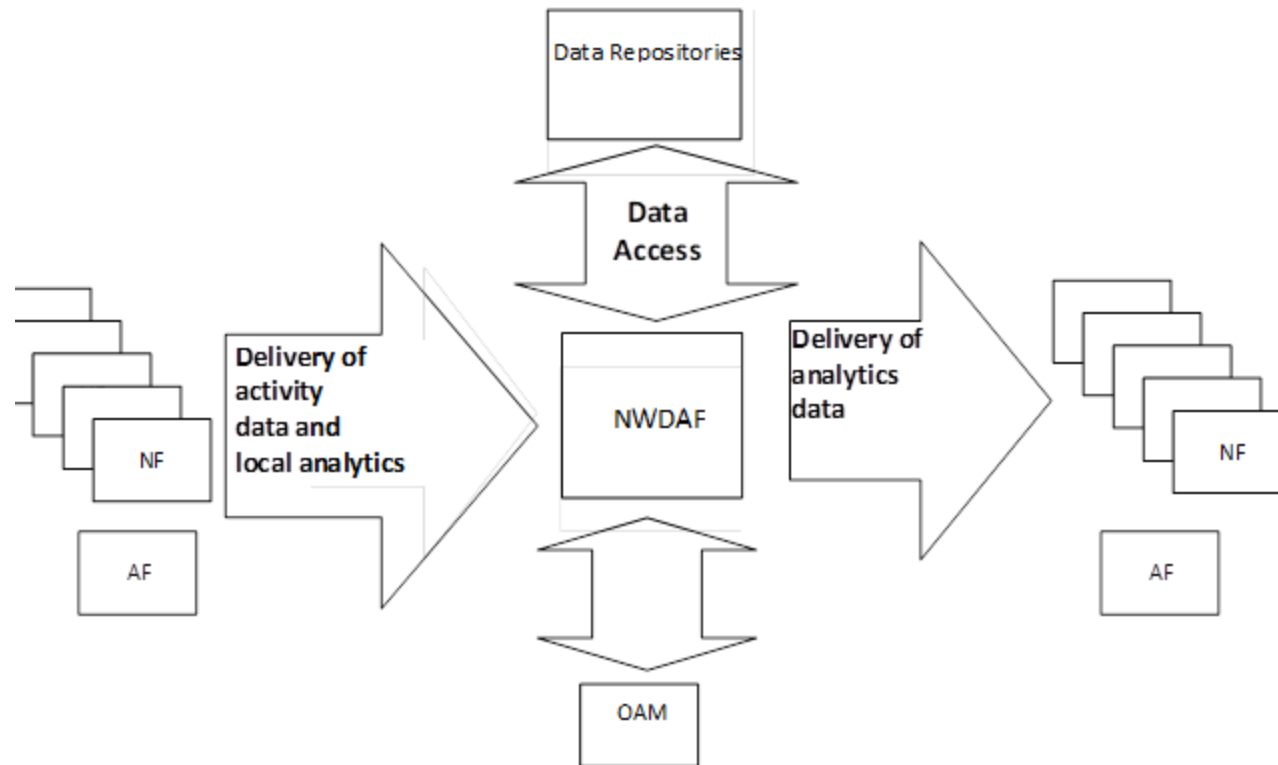 Data Repositories
Data
Access
Delivery of
activity
data and
local analytics
NF
AF
NWDAF
Delivery of
analytics
data
NF
AF
OAM